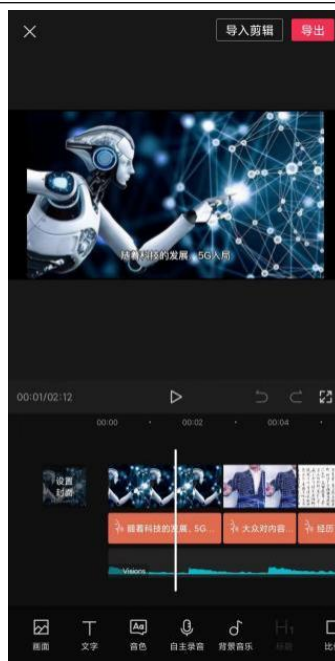 导入剪辑 导出
随着科技的发展，5G入局
00:01/02:12
00:00 00:02 00:04
设置封面
随着科技的发展，5G... 大众对内容... 经历
Visions
画面 文字 音色 自主录音 背景音乐 标题